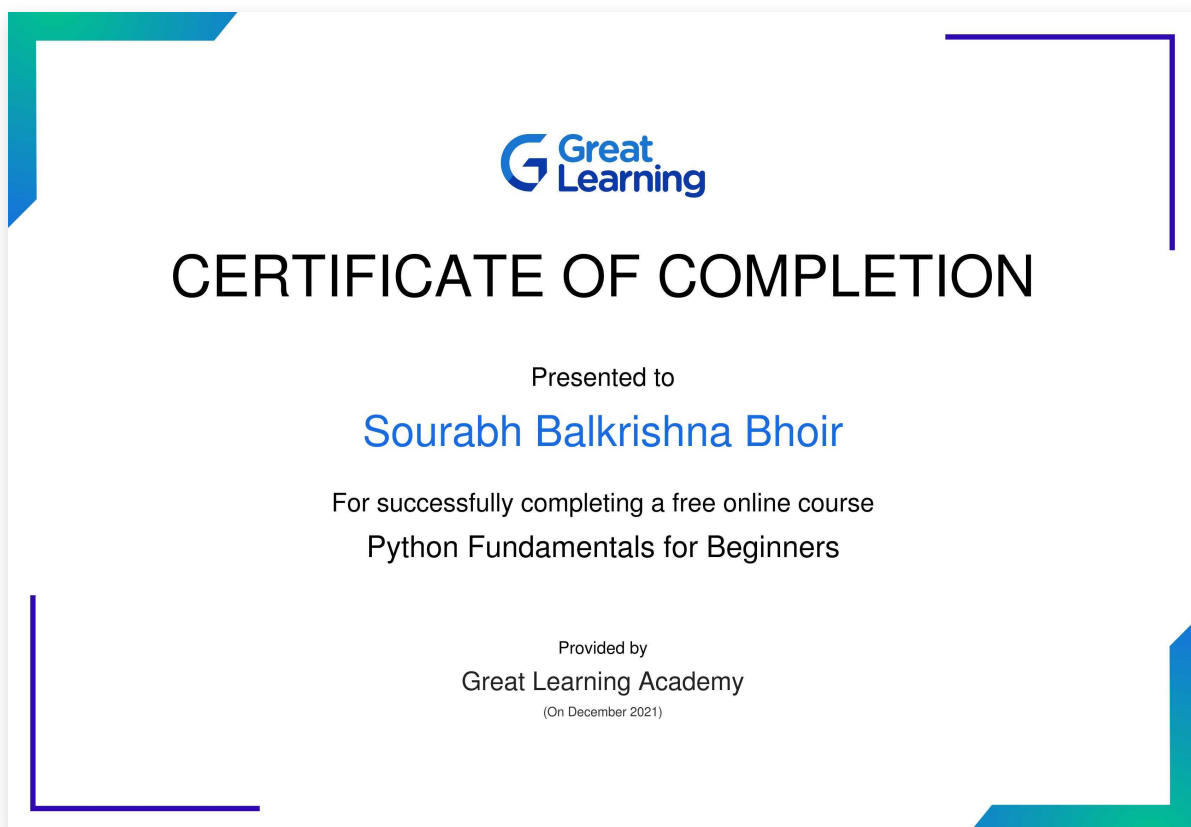 Great
Learning
CERTIFICATE OF COMPLETION
Presented to
Sourabh Balkrishna Bhoir
For successfully completing a free online course
Python Fundamentals for Beginners
Provided by
Great Learning Academy
(On December 2021)